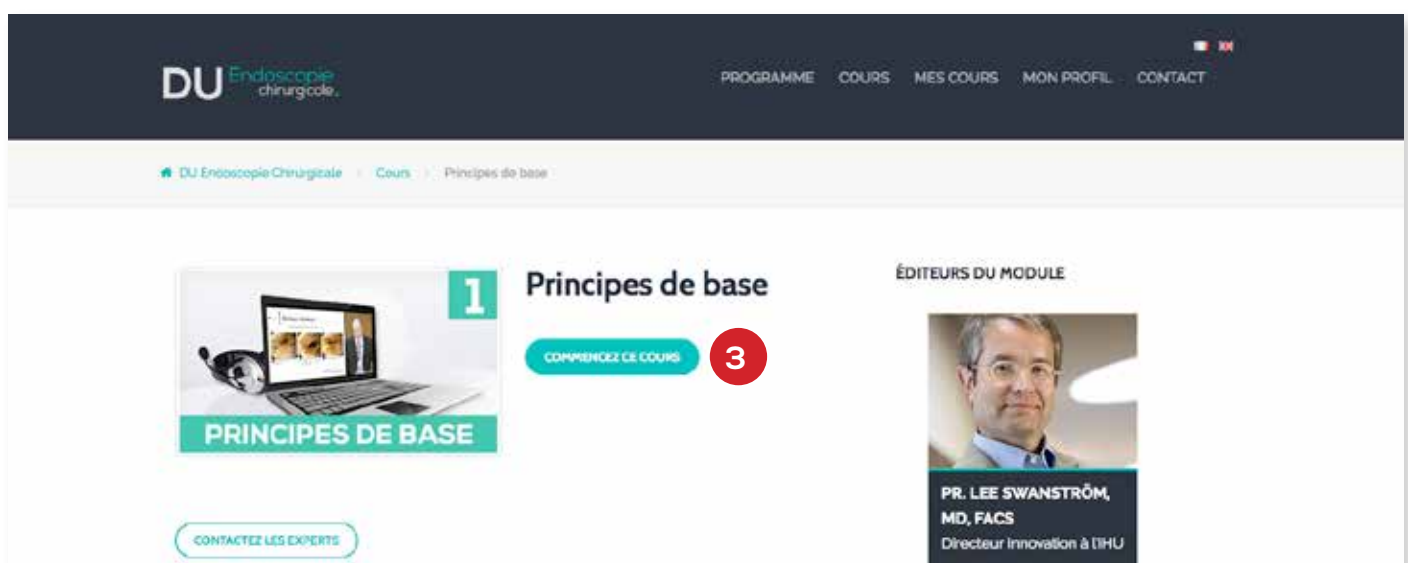 DU Endoscopie
chirurgicale.
PROGRAMME COURS MES COURS MON PROFIL CONTACT
DU Endoscopie Chirurgicale Cours Principes de base
1
PRINCIPES DE BASE
Principes de base
COMMENCEZ CE COURS
3
CONTACTEZ LES EXPERTS
ÉDITEURS DU MODULE
PR. LEE SWANSTRÖM,
MD, FACS
Directeur Innovation à l'IHU